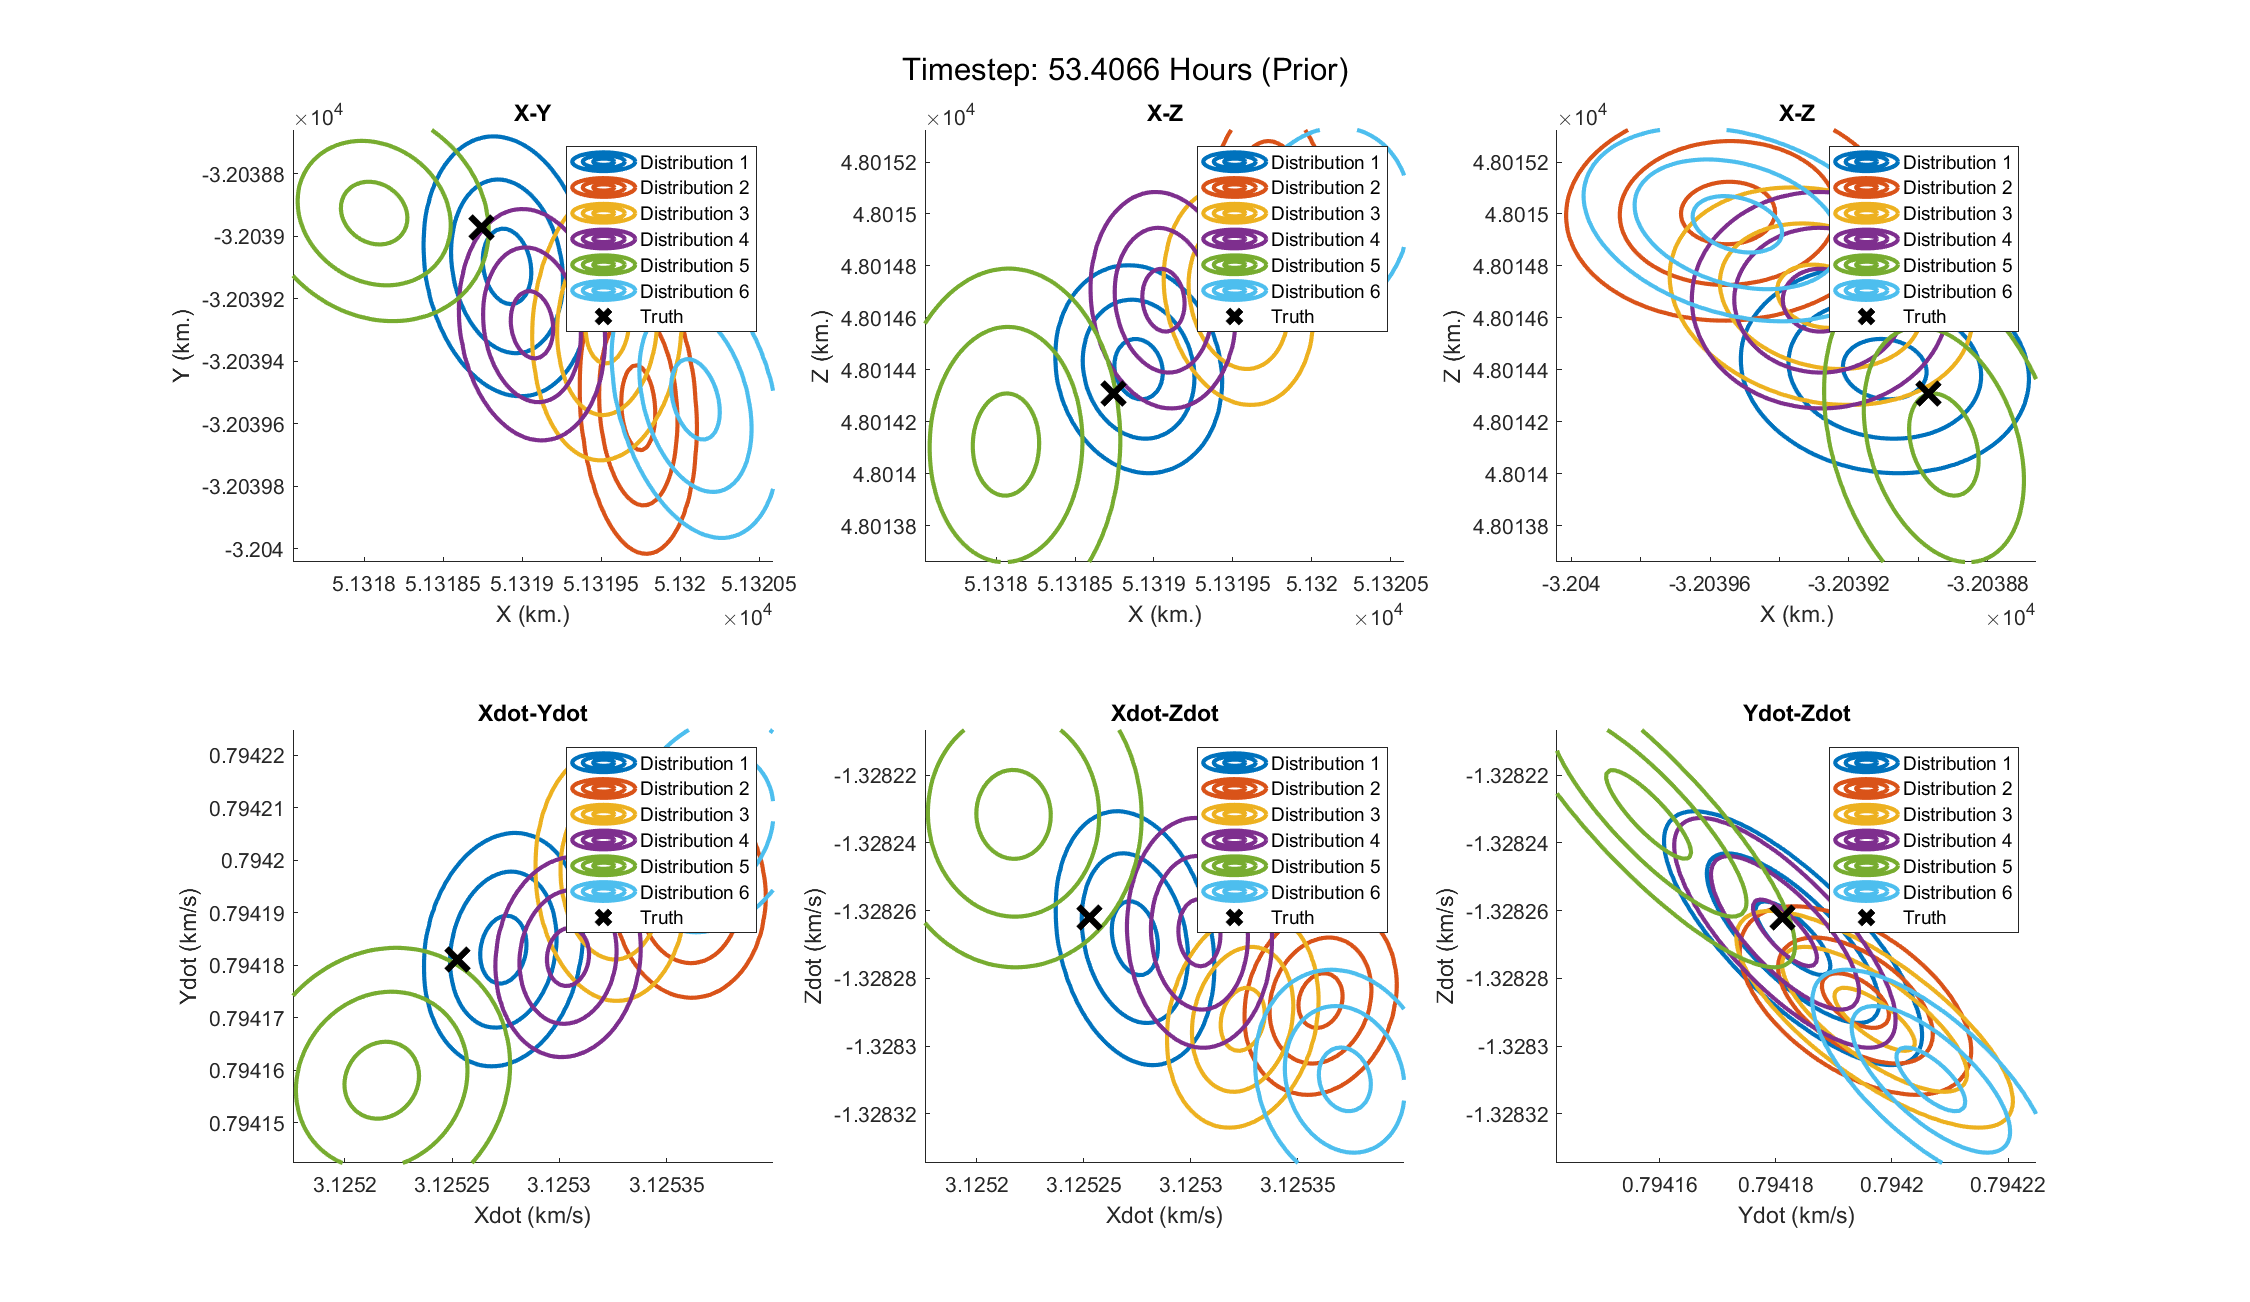 Timestep: 53.4066 Hours (Prior)
X-Y
×10⁴
-3.20388
-3.2039
-3.20392
-3.20394
-3.20396
-3.20398
-3.204
Y (km.)
5.1318 5.13185 5.1319 5.13195 5.132 5.13205
X (km.)
×10⁴
Distribution 1
Distribution 2
Distribution 3
Distribution 4
Distribution 5
Distribution 6
Truth
X-Z
×10⁴
4.80152
4.8015
4.80148
4.80146
4.80144
4.80142
4.8014
4.80138
Z (km.)
5.1318 5.13185 5.1319 5.13195 5.132 5.13205
X (km.)
×10⁴
Distribution 1
Distribution 2
Distribution 3
Distribution 4
Distribution 5
Distribution 6
Truth
X-Z
×10⁴
4.80152
4.8015
4.80148
4.80146
4.80144
4.80142
4.8014
4.80138
Z (km.)
-3.204 -3.20396 -3.20392 -3.20388
X (km.)
×10⁴
Distribution 1
Distribution 2
Distribution 3
Distribution 4
Distribution 5
Distribution 6
Truth
Xdot-Ydot
0.79422
0.79421
0.7942
0.79419
0.79418
0.79417
0.79416
0.79415
Ydot (km/s)
3.1252 3.12525 3.1253 3.12535
Xdot (km/s)
Distribution 1
Distribution 2
Distribution 3
Distribution 4
Distribution 5
Distribution 6
Truth
Xdot-Zdot
-1.32822
-1.32824
-1.32826
-1.32828
-1.3283
-1.32832
Zdot (km/s)
3.1252 3.12525 3.1253 3.12535
Xdot (km/s)
Distribution 1
Distribution 2
Distribution 3
Distribution 4
Distribution 5
Distribution 6
Truth
Ydot-Zdot
-1.32822
-1.32824
-1.32826
-1.32828
-1.3283
-1.32832
Zdot (km/s)
0.79416 0.79418 0.7942 0.79422
Ydot (km/s)
Distribution 1
Distribution 2
Distribution 3
Distribution 4
Distribution 5
Distribution 6
Truth